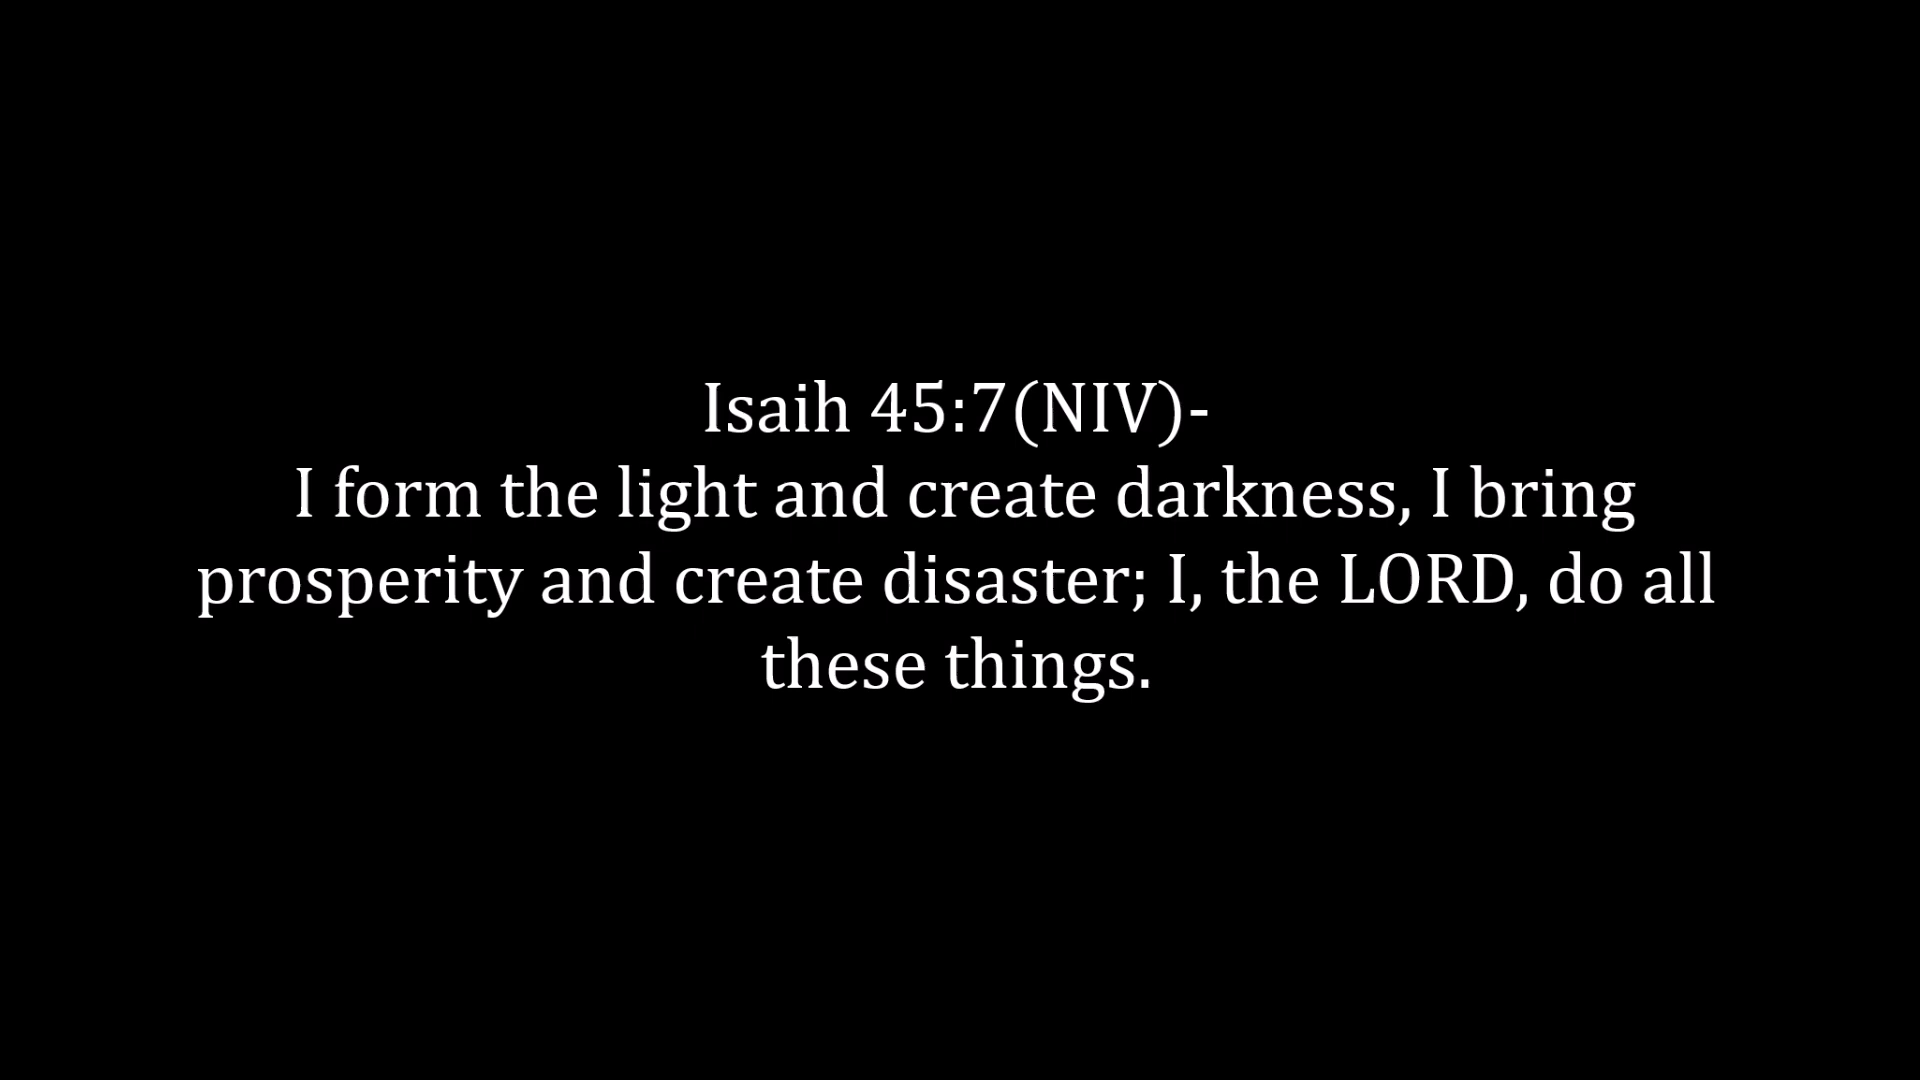 Isaih 45:7(NIV)-
I form the light and create darkness, I bring
prosperity and create disaster; I, the LORD, do all
these things.